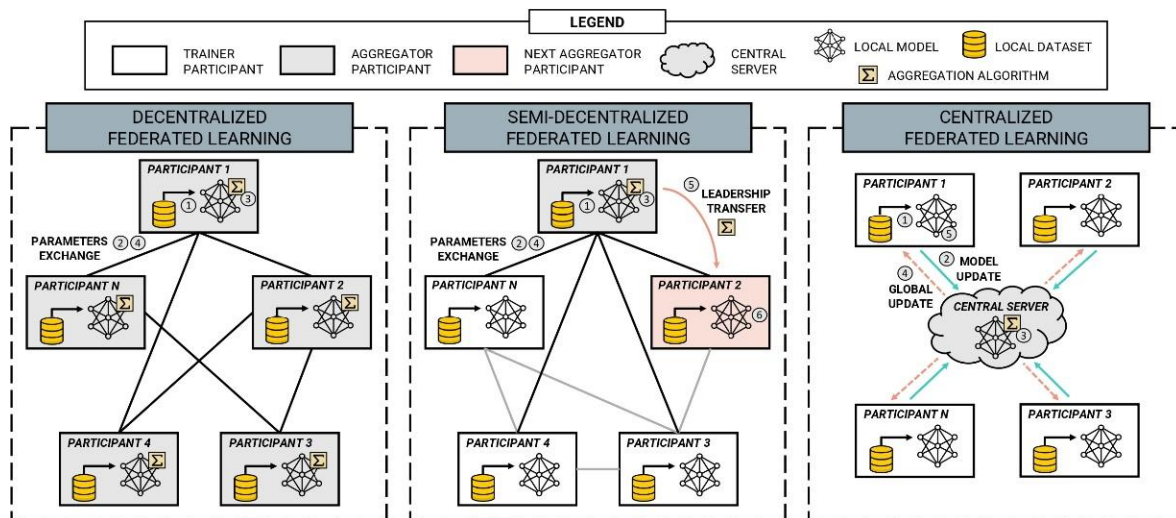 LEGEND
TRAINER
PARTICIPANT
AGGREGATOR
PARTICIPANT
NEXT AGGREGATOR
PARTICIPANT
CENTRAL
SERVER
LOCAL MODEL
LOCAL DATASET
Σ AGGREGATION ALGORITHM
DECENTRALIZED
FEDERATED LEARNING
PARTICIPANT 1
Σ
1 3
PARAMETERS
EXCHANGE
2 4
PARTICIPANT N
Σ
PARTICIPANT 2
Σ
PARTICIPANT 4
Σ
PARTICIPANT 3
Σ
SEMI-DECENTRALIZED
FEDERATED LEARNING
PARTICIPANT 1
Σ
1 3
5 LEADERSHIP
TRANSFER
Σ
PARAMETERS
EXCHANGE
2 4
PARTICIPANT N
PARTICIPANT 2
6
PARTICIPANT 4
PARTICIPANT 3
CENTRALIZED
FEDERATED LEARNING
PARTICIPANT 1
1
5
PARTICIPANT 2
2 MODEL
UPDATE
4
GLOBAL
UPDATE
CENTRAL SERVER
Σ
3
PARTICIPANT N
PARTICIPANT 3